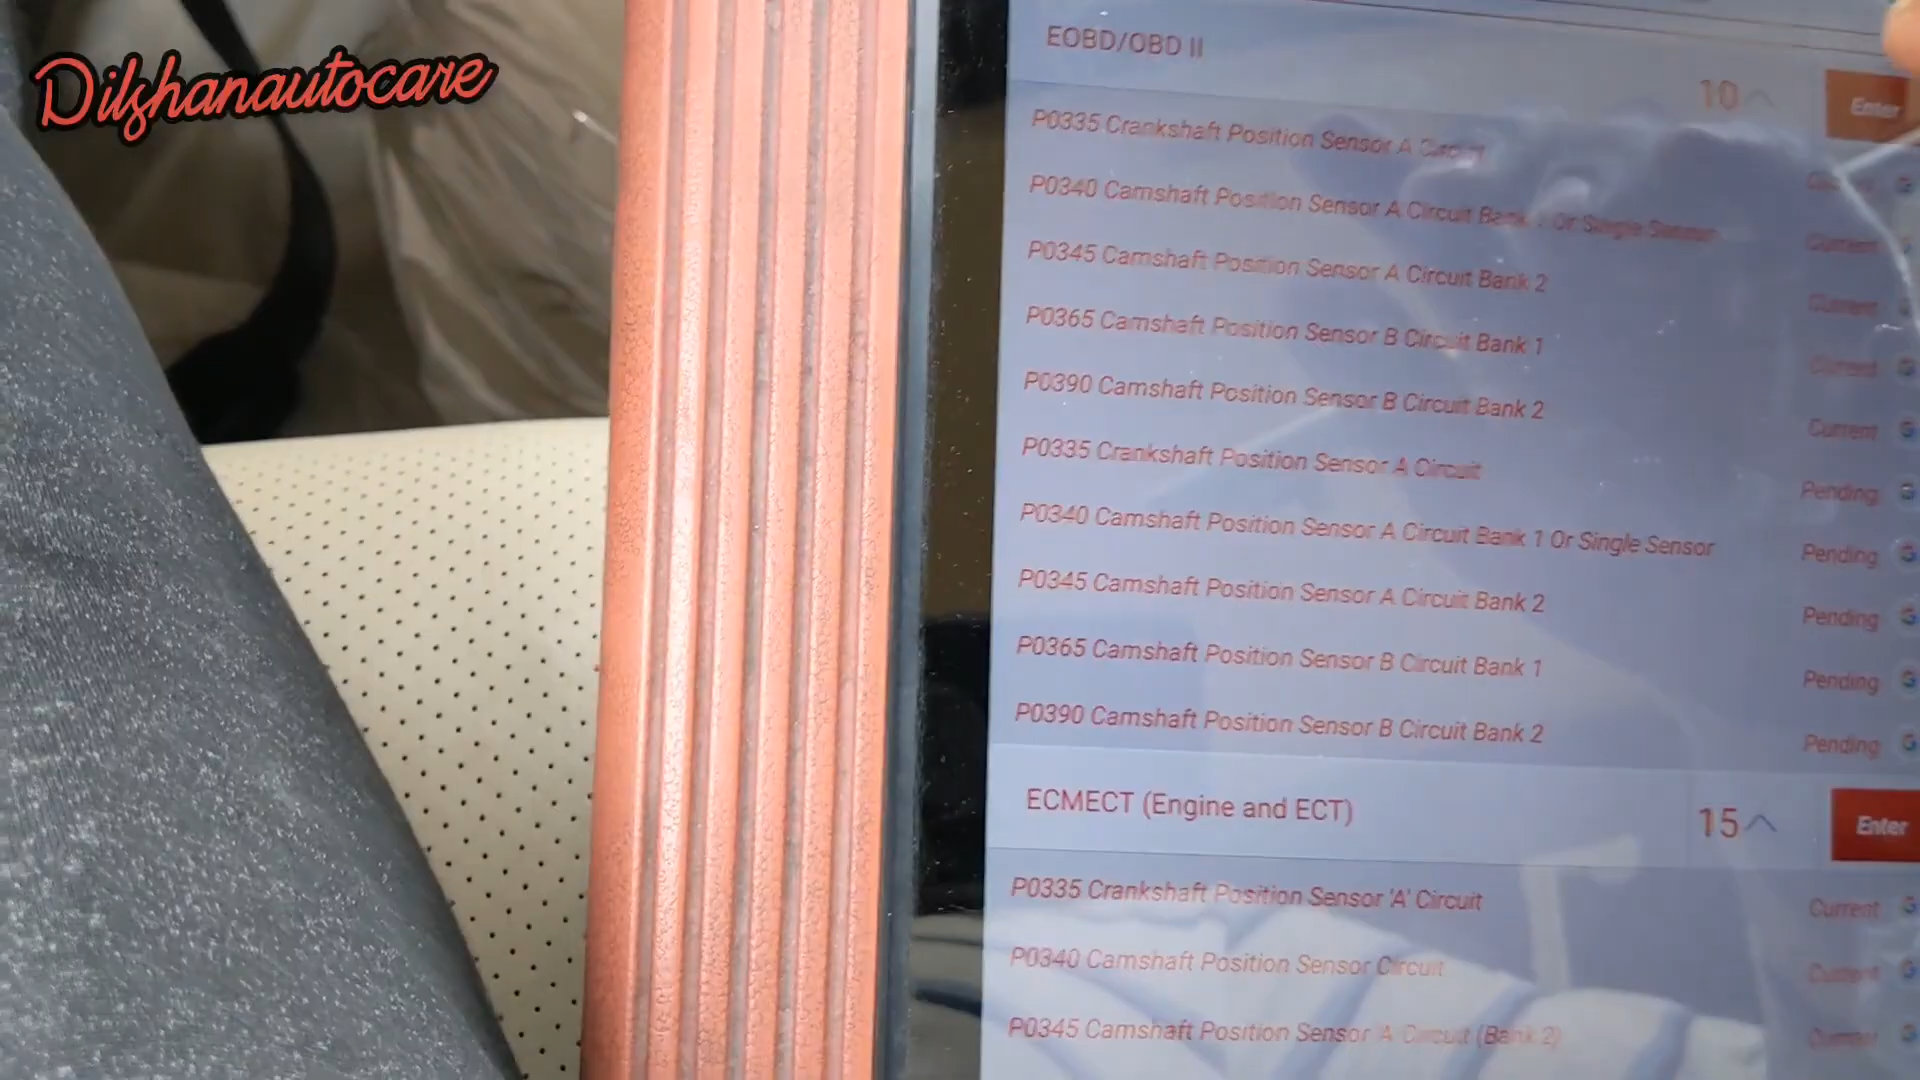 Dilshanautocare
EOBD/OBD II 10 Enter
P0335 Crankshaft Position Sensor A Circuit
P0340 Camshaft Position Sensor A Circuit Bank 1 Or Single Sensor Current
P0345 Camshaft Position Sensor A Circuit Bank 2 Current
P0365 Camshaft Position Sensor B Circuit Bank 1 Current
P0390 Camshaft Position Sensor B Circuit Bank 2 Current
P0335 Crankshaft Position Sensor A Circuit Pending
P0340 Camshaft Position Sensor A Circuit Bank 1 Or Single Sensor Pending
P0345 Camshaft Position Sensor A Circuit Bank 2 Pending
P0365 Camshaft Position Sensor B Circuit Bank 1 Pending
P0390 Camshaft Position Sensor B Circuit Bank 2 Pending
ECMECT (Engine and ECT) 15 Enter
P0335 Crankshaft Position Sensor 'A' Circuit Current
P0340 Camshaft Position Sensor Circuit Current
P0345 Camshaft Position Sensor 'A' Circuit (Bank 2) Current